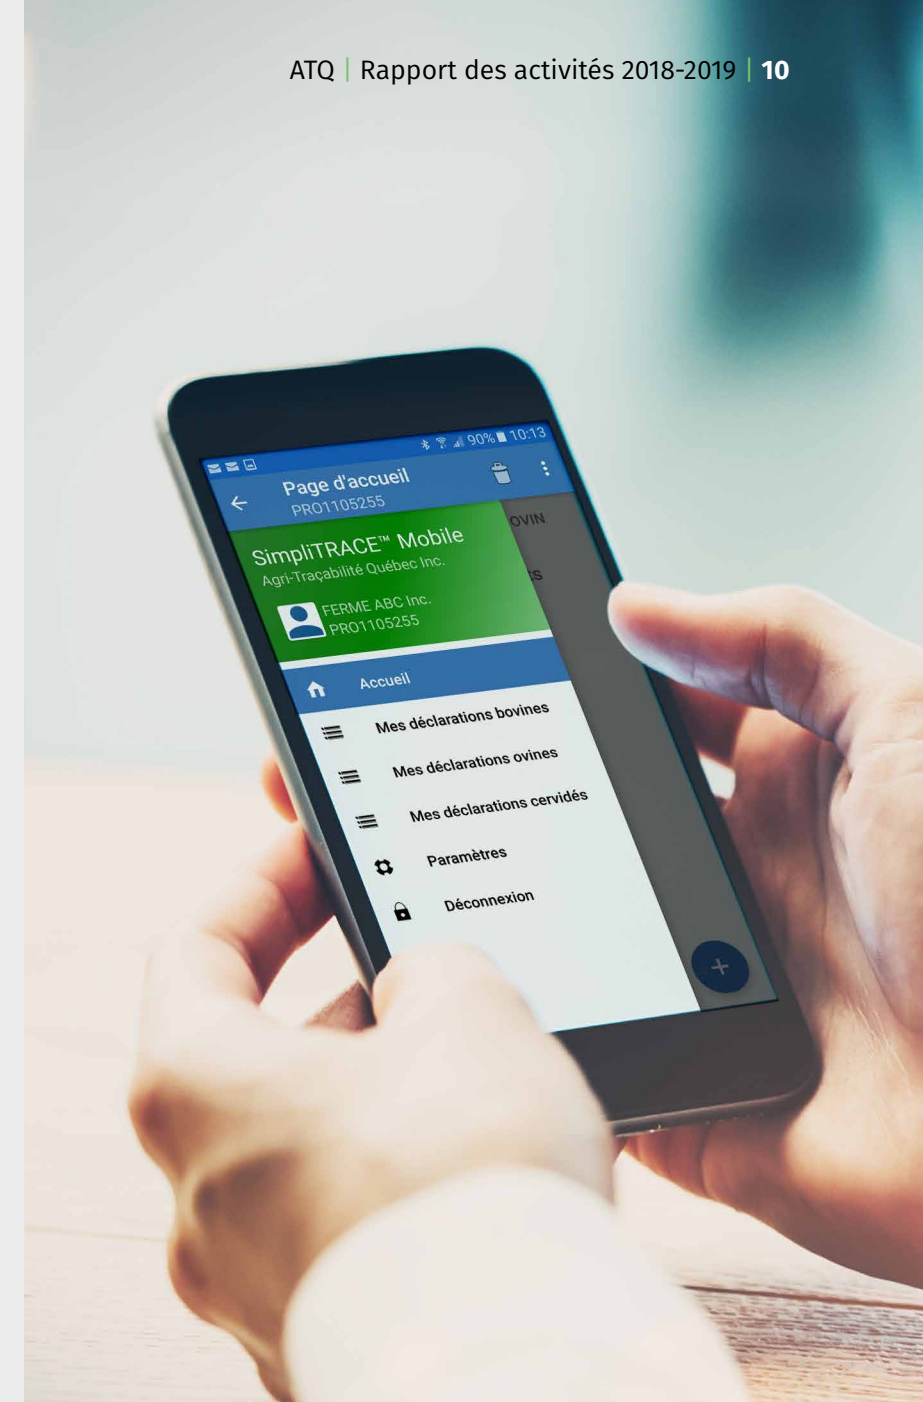 ATQ | Rapport des activités 2018-2019 | 10
90% 10:13
Page d'accueil
PRO1105255
OVIN
SimpliTRACE™ Mobile
Agri-Traçabilité Québec Inc.
FERME ABC Inc.
PRO1105255
Accueil
Mes déclarations bovines
Mes déclarations ovines
Mes déclarations cervidés
Paramètres
Déconnexion